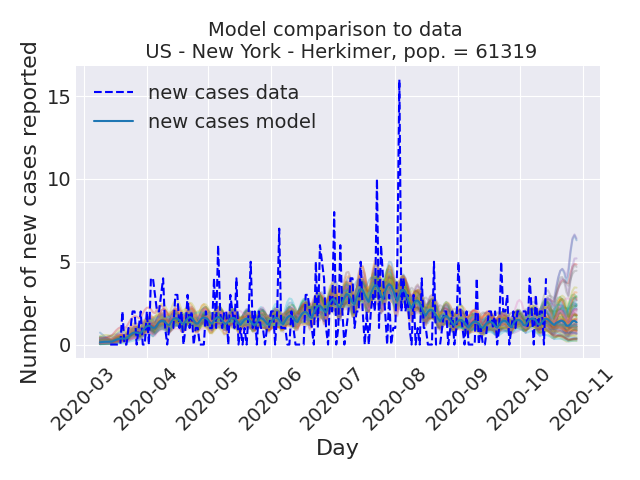 Model comparison to data
US - New York - Herkimer, pop. = 61319
Number of new cases reported
15
10
5
0
new cases data
new cases model
2020-03
2020-04
2020-05
2020-06
2020-07
2020-08
2020-09
2020-10
2020-11
Day